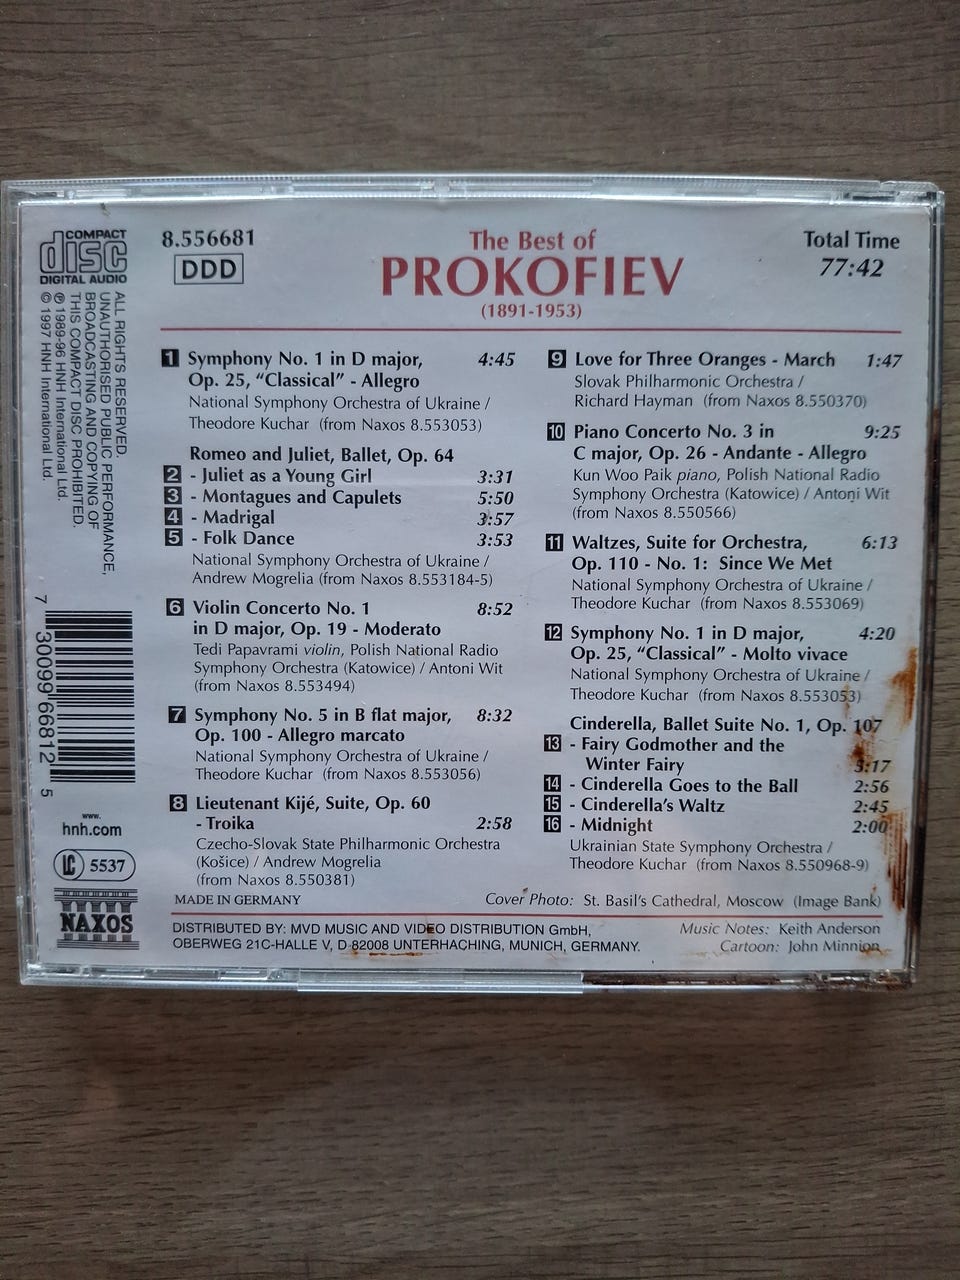 COMPACT
disc
DIGITAL AUDIO
8.556681
DDD
The Best of
PROKOFIEV
(1891-1953)
Total Time
77:42
1 Symphony No. 1 in D major, 4:45
Op. 25, “Classical” - Allegro
National Symphony Orchestra of Ukraine /
Theodore Kuchar (from Naxos 8.553053)
Romeo and Juliet, Ballet, Op. 64
2 - Juliet as a Young Girl 3:31
3 - Montagues and Capulets 5:50
4 - Madrigal 3:57
5 - Folk Dance 3:53
National Symphony Orchestra of Ukraine /
Andrew Mogrelia (from Naxos 8.553184-5)
6 Violin Concerto No. 1 8:52
in D major, Op. 19 - Moderato
Tedi Papavrami violin, Polish National Radio
Symphony Orchestra (Katowice) / Antoni Wit
(from Naxos 8.553494)
7 Symphony No. 5 in B flat major, 8:32
Op. 100 - Allegro marcato
National Symphony Orchestra of Ukraine /
Theodore Kuchar (from Naxos 8.553056)
8 Lieutenant Kijé, Suite, Op. 60
- Troika 2:58
Czecho-Slovak State Philharmonic Orchestra
(Košice) / Andrew Mogrelia
(from Naxos 8.550381)
9 Love for Three Oranges - March 1:47
Slovak Philharmonic Orchestra /
Richard Hayman (from Naxos 8.550370)
10 Piano Concerto No. 3 in 9:25
C major, Op. 26 - Andante - Allegro
Kun Woo Paik piano, Polish National Radio
Symphony Orchestra (Katowice) / Antoni Wit
(from Naxos 8.550566)
11 Waltzes, Suite for Orchestra, 6:13
Op. 110 - No. 1: Since We Met
National Symphony Orchestra of Ukraine /
Theodore Kuchar (from Naxos 8.553069)
12 Symphony No. 1 in D major, 4:20
Op. 25, “Classical” - Molto vivace
National Symphony Orchestra of Ukraine /
Theodore Kuchar (from Naxos 8.553053)
Cinderella, Ballet Suite No. 1, Op. 107
13 - Fairy Godmother and the
Winter Fairy 5:17
14 - Cinderella Goes to the Ball 2:56
15 - Cinderella's Waltz 2:45
16 - Midnight 2:00
Ukrainian State Symphony Orchestra /
Theodore Kuchar (from Naxos 8.550968-9)
MADE IN GERMANY
Cover Photo: St. Basil's Cathedral, Moscow (Image Bank)
DISTRIBUTED BY: MVD MUSIC AND VIDEO DISTRIBUTION GmbH,
OBERWEG 21C-HALLE V, D-82008 UNTERHACHING, MUNICH, GERMANY.
Music Notes: Keith Anderson
Cartoon: John Minnion
ALL RIGHTS RESERVED.
UNAUTHORISED PUBLIC PERFORMANCE,
BROADCASTING AND COPYING OF
THIS COMPACT DISC PROHIBITED.
℗ 1989-96 HNH International Ltd.
© 1997 HNH International Ltd.
7 30099 66812 5
www.
hnh.com
LC 5537
NAXOS